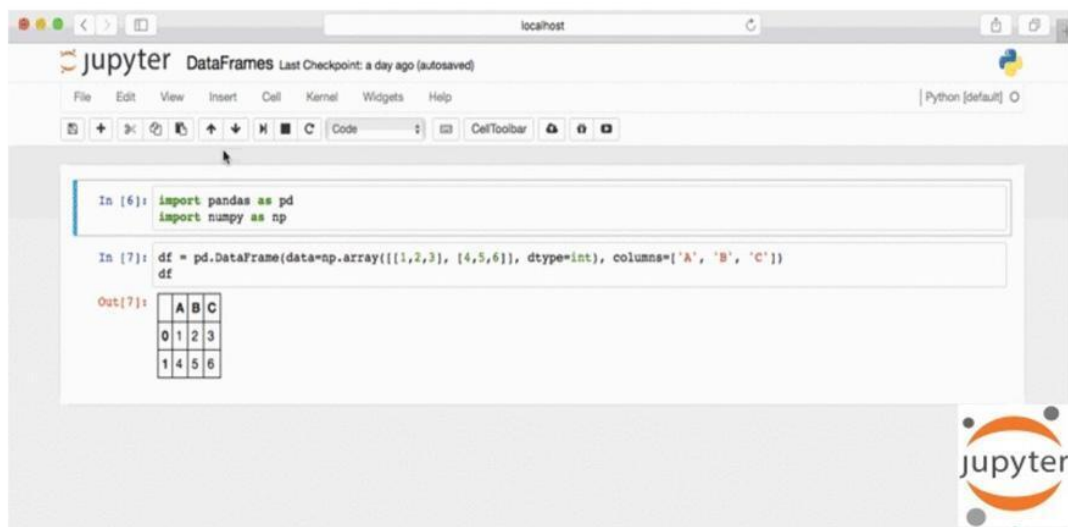 localhost
jupyter DataFrames Last Checkpoint: a day ago (autosaved)
File Edit View Insert Cell Kernel Widgets Help Python [default]
Code CellToolbar
In [6]: import pandas as pd
import numpy as np
In [7]: df = pd.DataFrame(data=np.array([[1,2,3], [4,5,6]], dtype=int), columns=['A', 'B', 'C'])
df
Out[7]:
A B C
0 1 2 3
1 4 5 6
jupyter